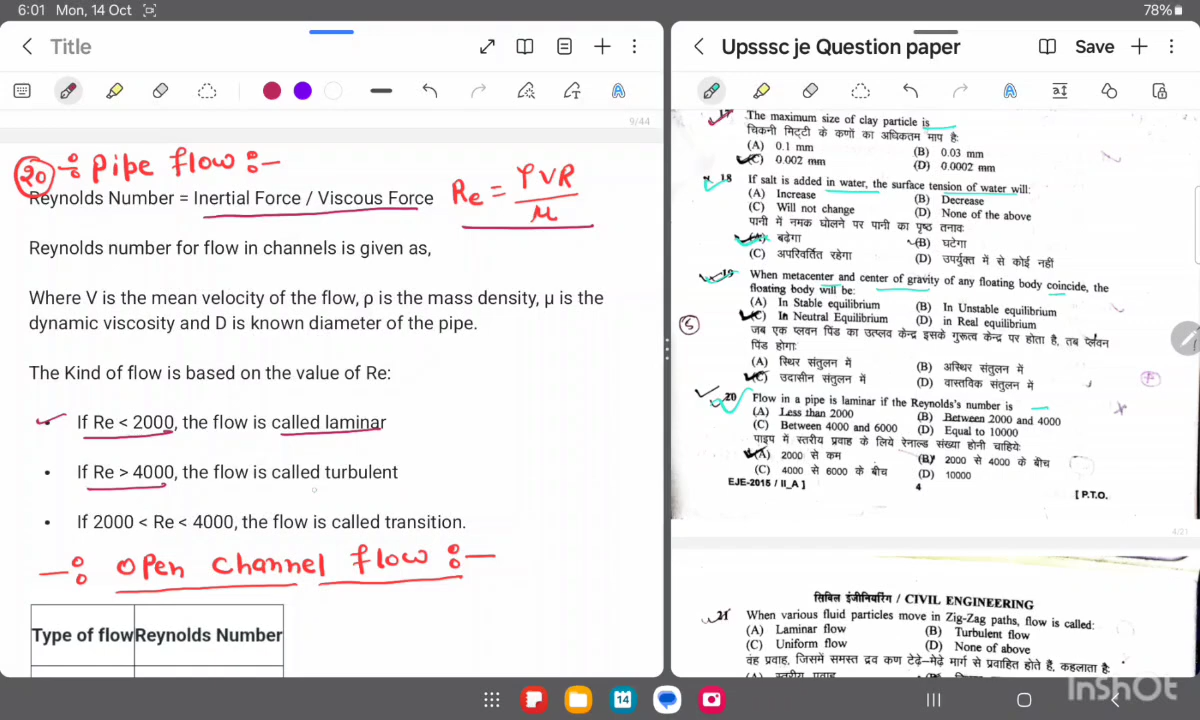 6:01 Mon, 14 Oct
78%
Title
9/44
20 Pipe flow :-
Reynolds Number = Inertial Force / Viscous Force
Re = ρVR / μ
Reynolds number for flow in channels is given as,
Where V is the mean velocity of the flow, ρ is the mass density, μ is the
dynamic viscosity and D is known diameter of the pipe.
The Kind of flow is based on the value of Re:
If Re < 2000, the flow is called laminar
• If Re > 4000, the flow is called turbulent
• If 2000 < Re < 4000, the flow is called transition.
Open channel flow :-
Type of flow Reynolds Number
Upsssc je Question paper
Save
17 The maximum size of clay particle is
चिकनी मिट्टी के कणों का अधिकतम माप है:
(A) 0.1 mm (B) 0.03 mm
(C) 0.002 mm (D) 0.0002 mm
18 If salt is added in water, the surface tension of water will:
(A) Increase (B) Decrease
(C) Will not change (D) None of the above
पानी में नमक घोलने पर पानी का पृष्ठ तनाव:
(A) बढ़ेगा (B) घटेगा
(C) अपरिवर्तित रहेगा (D) उपर्युक्त में से कोई नहीं
19 When metacenter and center of gravity of any floating body coincide, the
floating body will be:
(A) In Stable equilibrium (B) In Unstable equilibrium
(C) In Neutral Equilibrium (D) in Real equilibrium
जब एक प्लवन पिंड का उत्प्लव केन्द्र इसके गुरूत्व केन्द्र पर होता है, तब प्लवन
पिंड होगा:
(A) स्थिर संतुलन में (B) अस्थिर संतुलन में
(C) उदासीन संतुलन में (D) वास्तविक संतुलन में
20 Flow in a pipe is laminar if the Reynolds's number is
(A) Less than 2000 (B) Between 2000 and 4000
(C) Between 4000 and 6000 (D) Equal to 10000
पाइप में स्तरीय प्रवाह के लिये रेनाल्ड संख्या होनी चाहिये:
(A) 2000 से कम (B) 2000 से 4000 के बीच
(C) 4000 से 6000 के बीच (D) 10000
EJE-2015 / II_A ] 4 [ P.T.O.
4/21
सिविल इंजीनियरिंग / CIVIL ENGINEERING
21 When various fluid particles move in Zig-Zag paths, flow is called:
(A) Laminar flow (B) Turbulent flow
(C) Uniform flow (D) None of above
वह प्रवाह, जिसमें समस्त द्रव कण टेढ़े-मेढ़े मार्ग से प्रवाहित होते है, कहलाता है:
(A) स्तरीय प्रवाह
14
InShOt